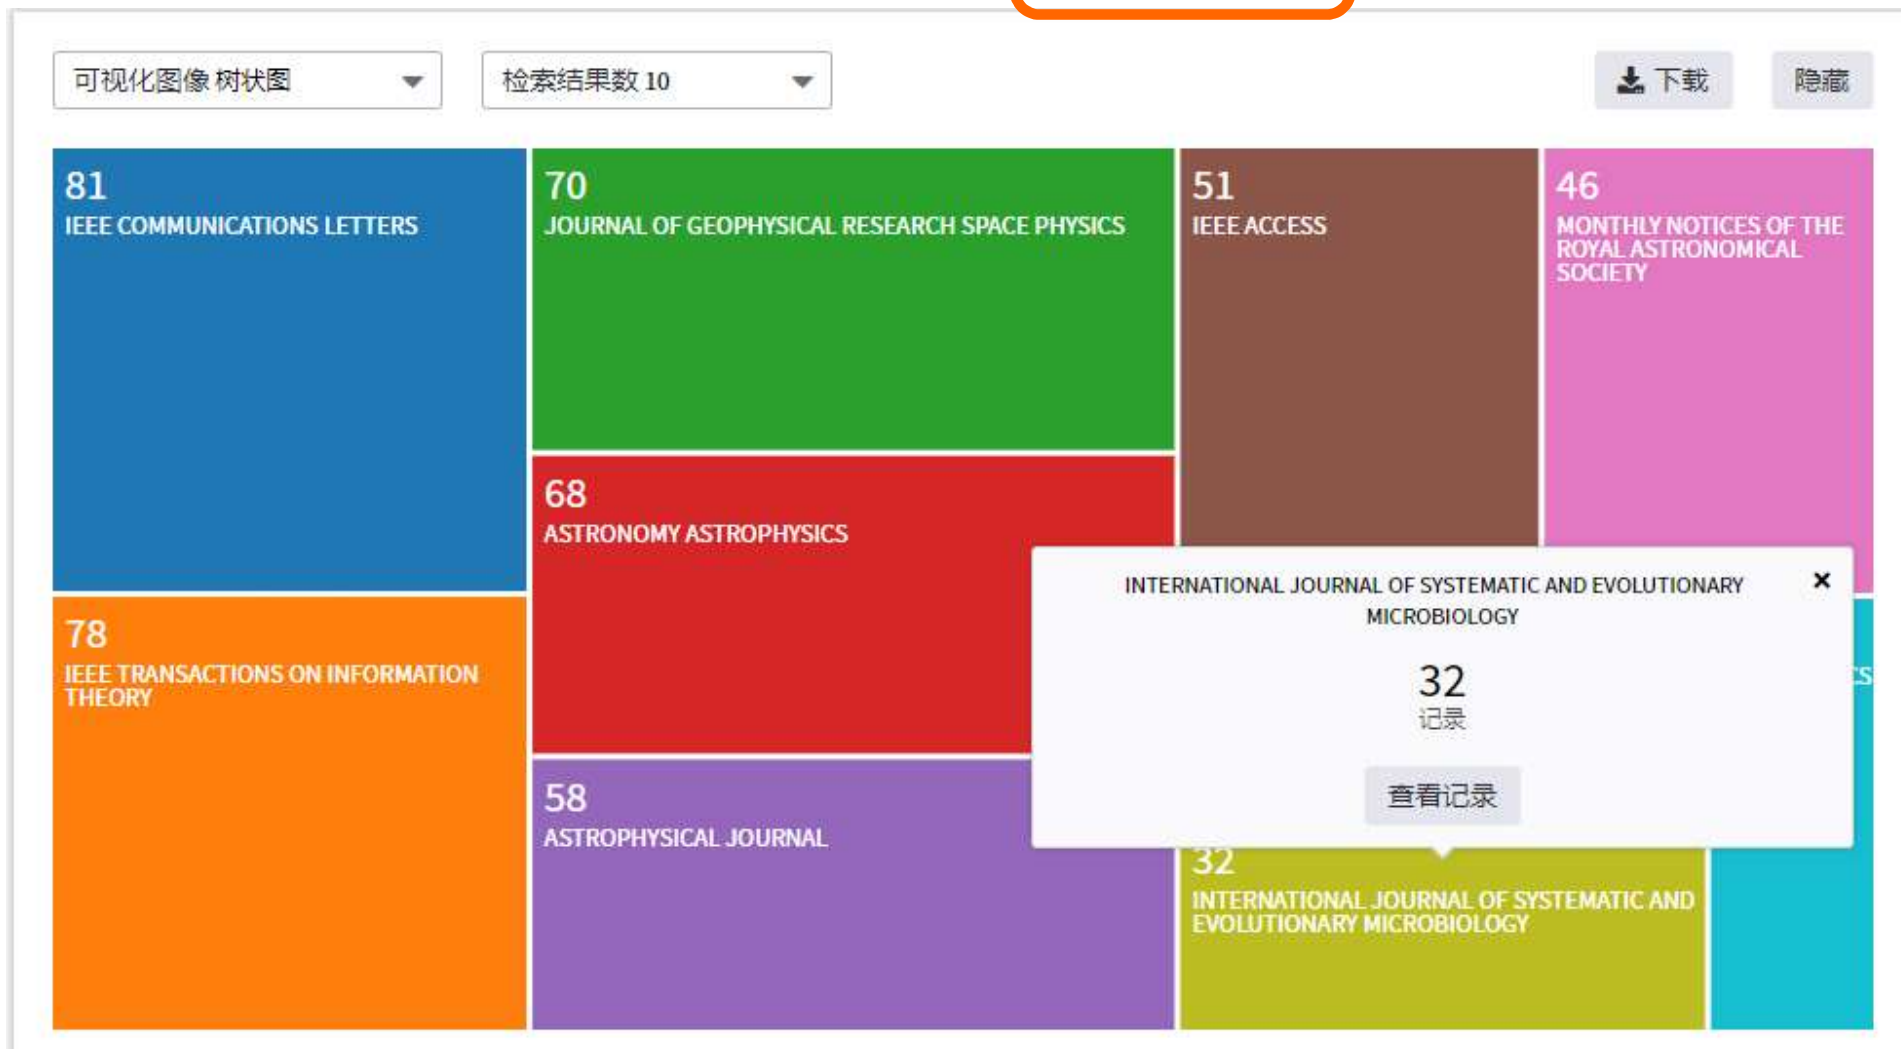 可视化图像 树状图
检索结果数 10
下载
隐藏
81
IEEE COMMUNICATIONS LETTERS
70
JOURNAL OF GEOPHYSICAL RESEARCH SPACE PHYSICS
51
IEEE ACCESS
46
MONTHLY NOTICES OF THE
ROYAL ASTRONOMICAL
SOCIETY
68
ASTRONOMY ASTROPHYSICS
INTERNATIONAL JOURNAL OF SYSTEMATIC AND EVOLUTIONARY
MICROBIOLOGY
32
记录
查看记录
78
IEEE TRANSACTIONS ON INFORMATION
THEORY
58
ASTROPHYSICAL JOURNAL
32
INTERNATIONAL JOURNAL OF SYSTEMATIC AND
EVOLUTIONARY MICROBIOLOGY